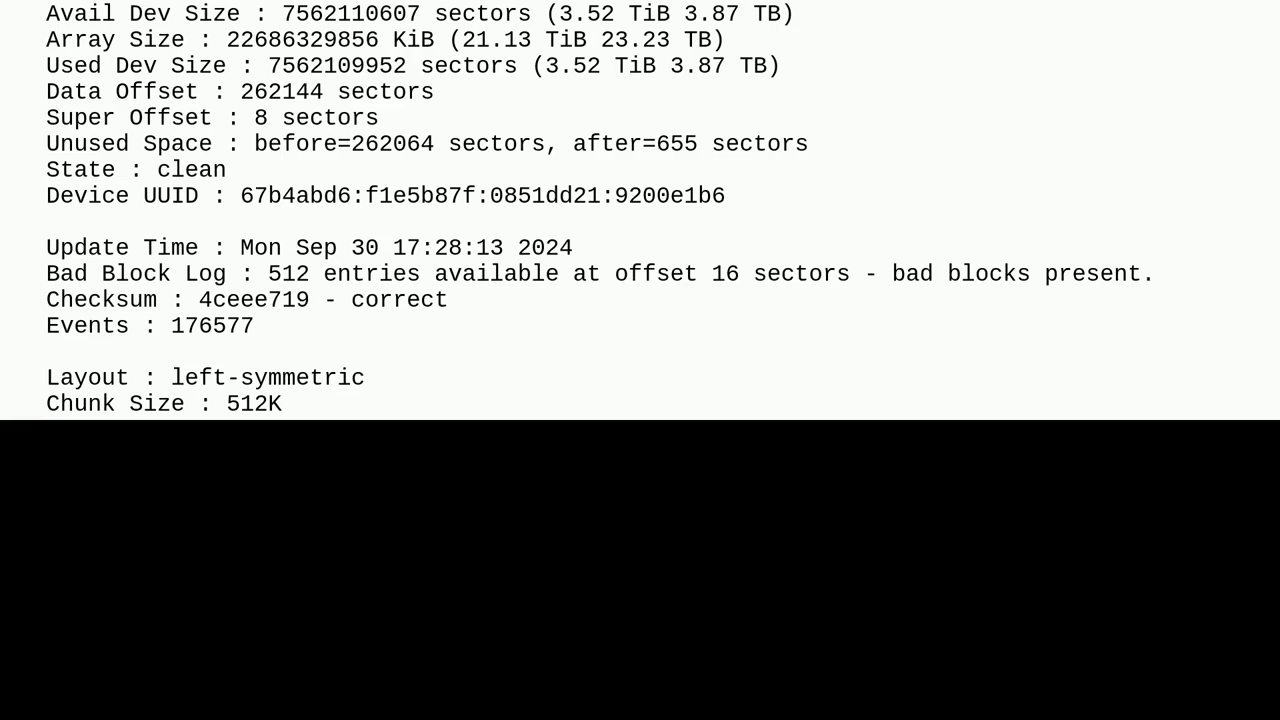 Avail Dev Size : 7562110607 sectors (3.52 TiB 3.87 TB)
Array Size : 22686329856 KiB (21.13 TiB 23.23 TB)
Used Dev Size : 7562109952 sectors (3.52 TiB 3.87 TB)
Data Offset : 262144 sectors
Super Offset : 8 sectors
Unused Space : before=262064 sectors, after=655 sectors
State : clean
Device UUID : 67b4abd6:f1e5b87f:0851dd21:9200e1b6
Update Time : Mon Sep 30 17:28:13 2024
Bad Block Log : 512 entries available at offset 16 sectors - bad blocks present.
Checksum : 4ceee719 - correct
Events : 176577
Layout : left-symmetric
Chunk Size : 512K